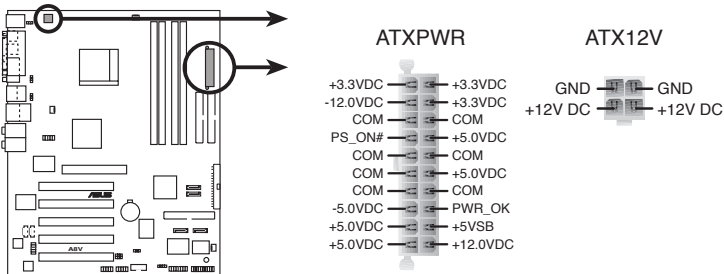 ATXPWR
+3.3VDC +3.3VDC
-12.0VDC +3.3VDC
COM COM
PS_ON# +5.0VDC
COM COM
COM +5.0VDC
COM COM
-5.0VDC PWR_OK
+5.0VDC +5VSB
+5.0VDC +12.0VDC
ATX12V
GND GND
+12V DC +12V DC
ASUS
A8V